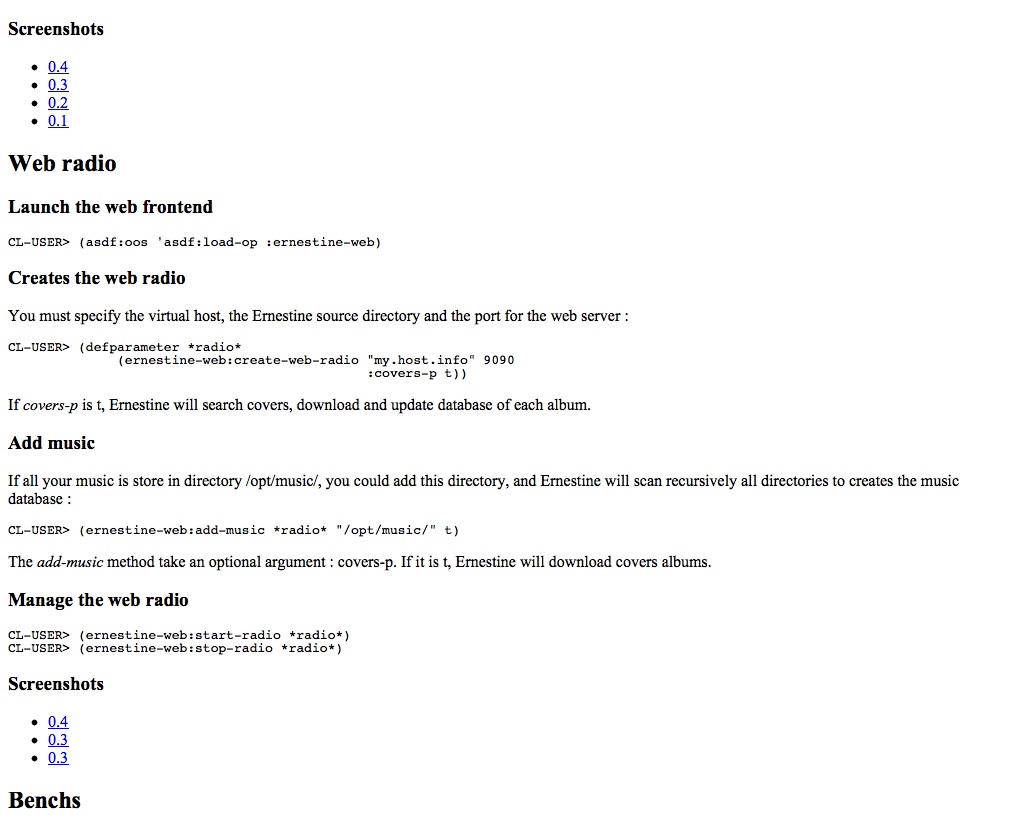 Screenshots
• 0.4
• 0.3
• 0.2
• 0.1
Web radio
Launch the web frontend
CL-USER> (asdf:oos 'asdf:load-op :ernestine-web)
Creates the web radio
You must specify the virtual host, the Ernestine source directory and the port for the web server :
CL-USER> (defparameter *radio*
(ernestine-web:create-web-radio "my.host.info" 9090
:covers-p t))
If covers-p is t, Ernestine will search covers, download and update database of each album.
Add music
If all your music is store in directory /opt/music/, you could add this directory, and Ernestine will scan recursively all directories to creates the music
database :
CL-USER> (ernestine-web:add-music *radio* "/opt/music/" t)
The add-music method take an optional argument : covers-p. If it is t, Ernestine will download covers albums.
Manage the web radio
CL-USER> (ernestine-web:start-radio *radio*)
CL-USER> (ernestine-web:stop-radio *radio*)
Screenshots
• 0.4
• 0.3
• 0.3
Benchs